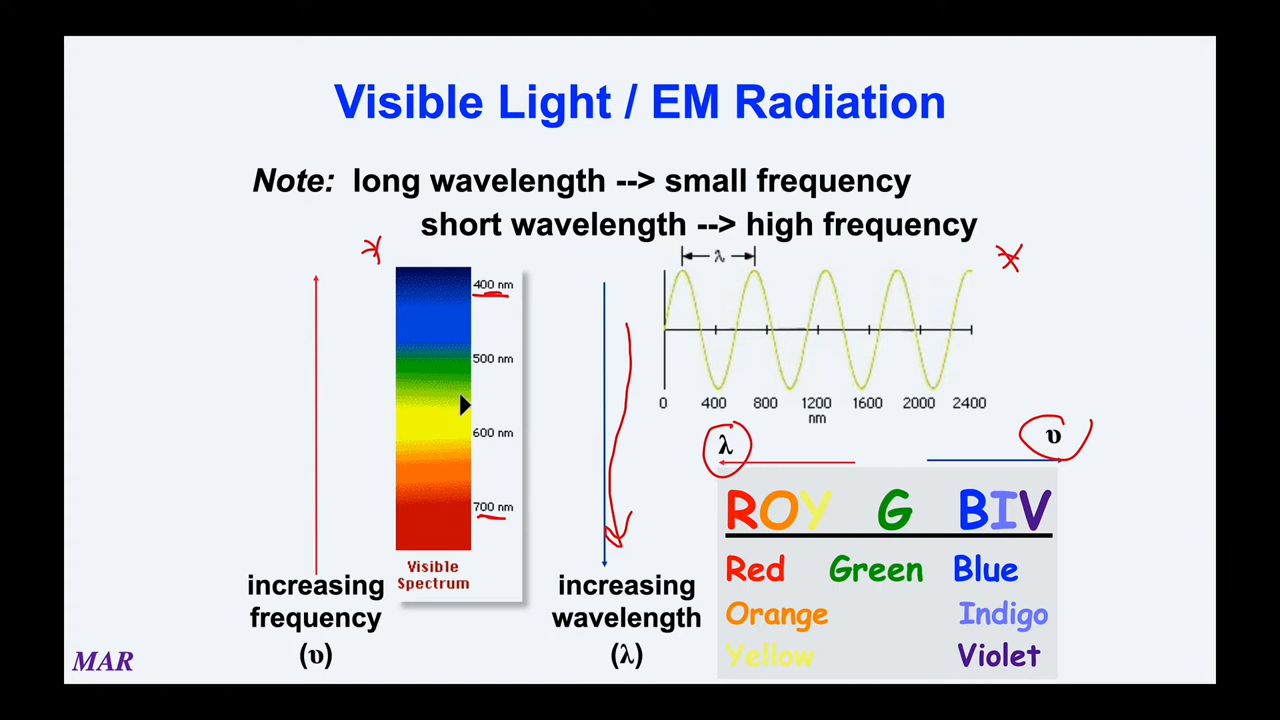 Visible Light / EM Radiation
Note: long wavelength --> small frequency
short wavelength --> high frequency
400 nm
500 nm
600 nm
700 nm
Visible
Spectrum
increasing
frequency
(υ)
increasing
wavelength
(λ)
λ
0 400 800 1200 1600 2000 2400
nm
λ υ
ROY G BIV
Red Green Blue
Orange Indigo
Yellow Violet
MAR